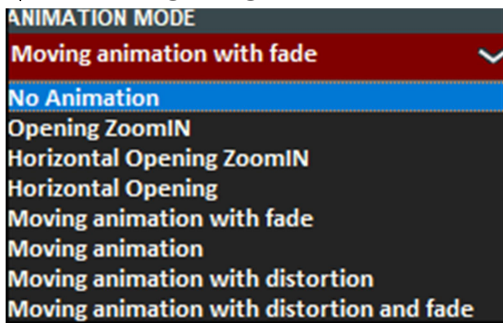 ANIMATION MODE
Moving animation with fade
No Animation
Opening ZoomIN
Horizontal Opening ZoomIN
Horizontal Opening
Moving animation with fade
Moving animation
Moving animation with distortion
Moving animation with distortion and fade